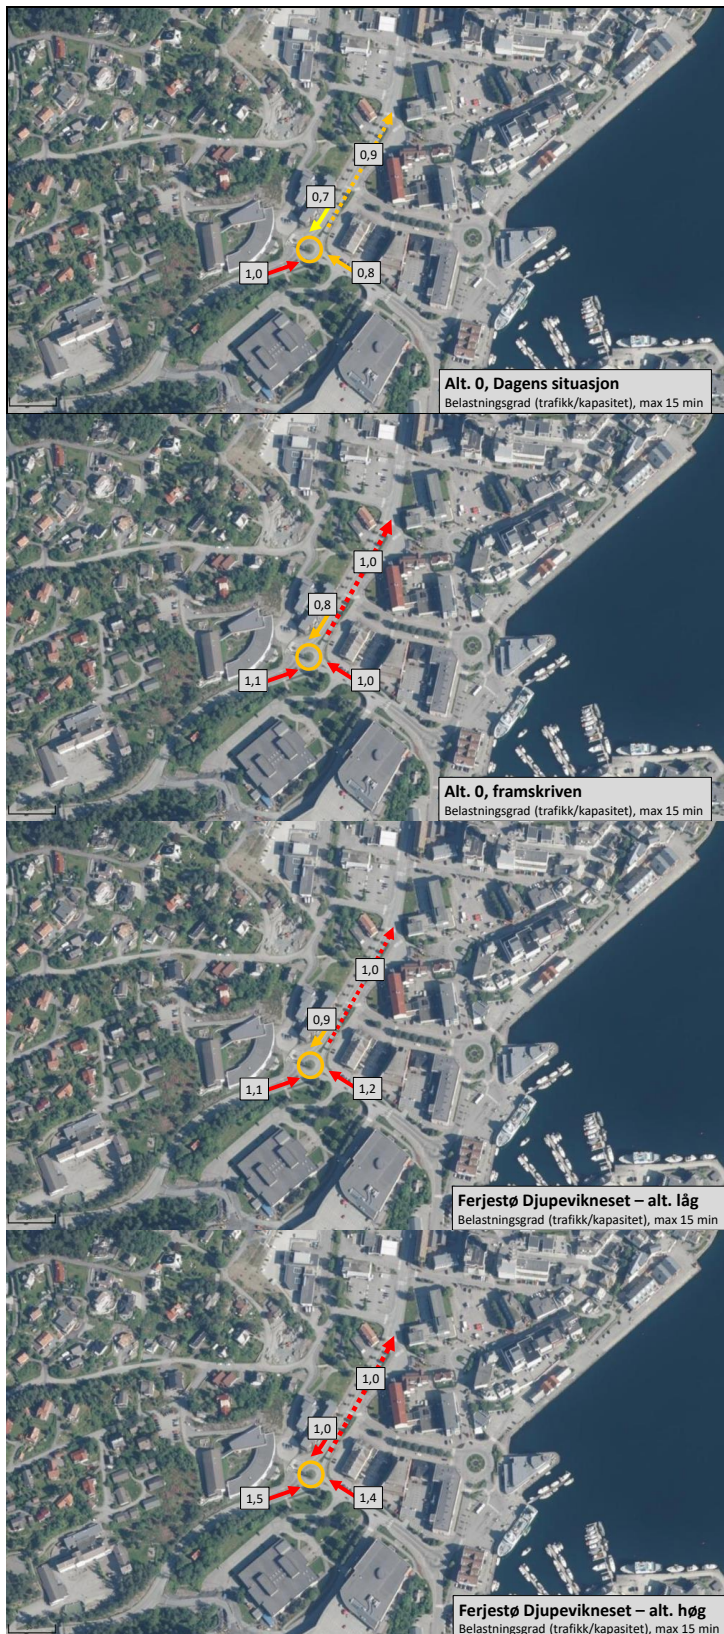 0,9
0,7
1,0
0,8
Alt. 0, Dagens situasjon
Belastningsgrad (trafikk/kapasitet), max 15 min
1,0
0,8
1,1
1,0
Alt. 0, framskriven
Belastningsgrad (trafikk/kapasitet), max 15 min
1,0
0,9
1,1
1,2
Ferjestø Djupevikneset – alt. låg
Belastningsgrad (trafikk/kapasitet), max 15 min
1,0
1,0
1,5
1,4
Ferjestø Djupevikneset – alt. høg
Belastningsgrad (trafikk/kapasitet), max 15 min